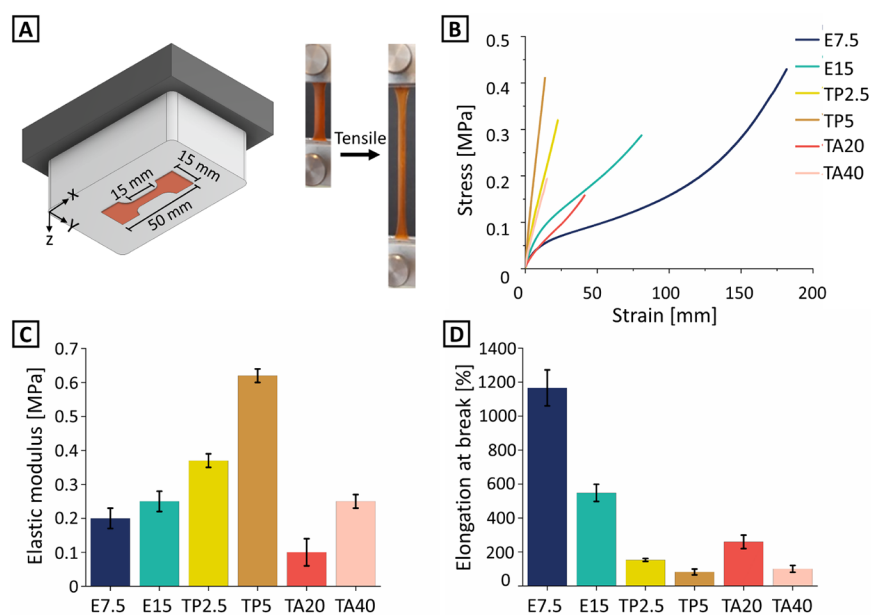 A
15 mm
15 mm
50 mm
X
y
z
Tensile
B
Stress [MPa]
0.5
0.4
0.3
0.2
0.1
0
0
50
100
150
200
Strain [mm]
E7.5
E15
TP2.5
TP5
TA20
TA40
C
Elastic modulus [MPa]
0.7
0.6
0.5
0.4
0.3
0.2
0.1
E7.5 E15 TP2.5 TP5 TA20 TA40
D
Elongation at break [%]
1400
1200
1000
800
600
400
200
0
E7.5 E15 TP2.5 TP5 TA20 TA40